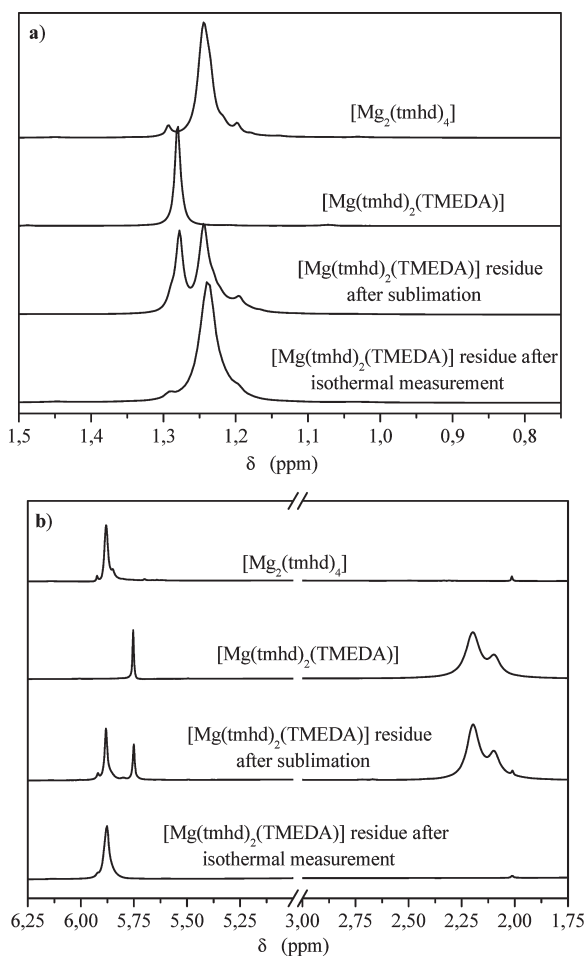 a)
[Mg₂(tmhd)₄]
[Mg(tmhd)₂(TMEDA)]
[Mg(tmhd)₂(TMEDA)] residue
after sublimation
[Mg(tmhd)₂(TMEDA)] residue after
isothermal measurement
1,5 1,4 1,3 1,2 1,1 1,0 0,9 0,8
δ (ppm)
b)
[Mg₂(tmhd)₄]
[Mg(tmhd)₂(TMEDA)]
[Mg(tmhd)₂(TMEDA)] residue
after sublimation
[Mg(tmhd)₂(TMEDA)] residue after
isothermal measurement
6,25 6,00 5,75 5,50 5,25 3,00 2,75 2,50 2,25 2,00 1,75
δ (ppm)